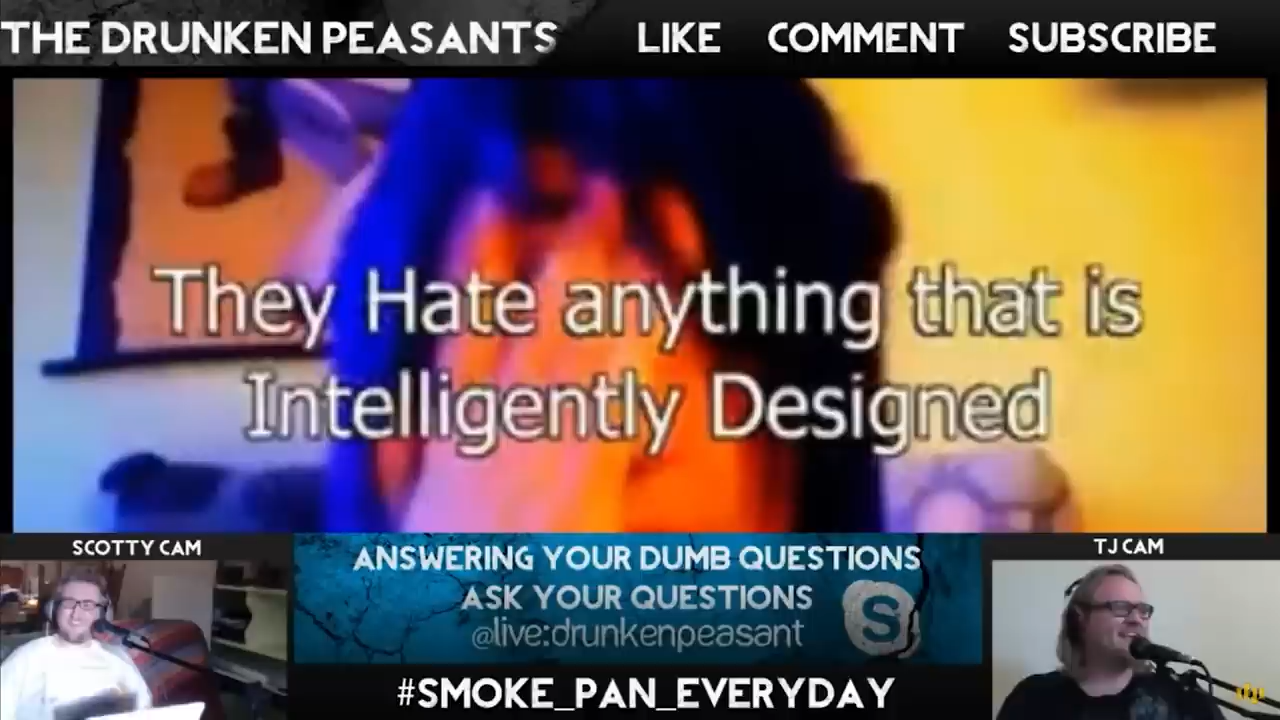 THE DRUNKEN PEASANTS LIKE COMMENT SUBSCRIBE
They Hate anything that is
Intelligently Designed
SCOTTY CAM
TJ CAM
ANSWERING YOUR DUMB QUESTIONS
ASK YOUR QUESTIONS
@live:drunkenpeasant
S
#SMOKE_PAN_EVERYDAY